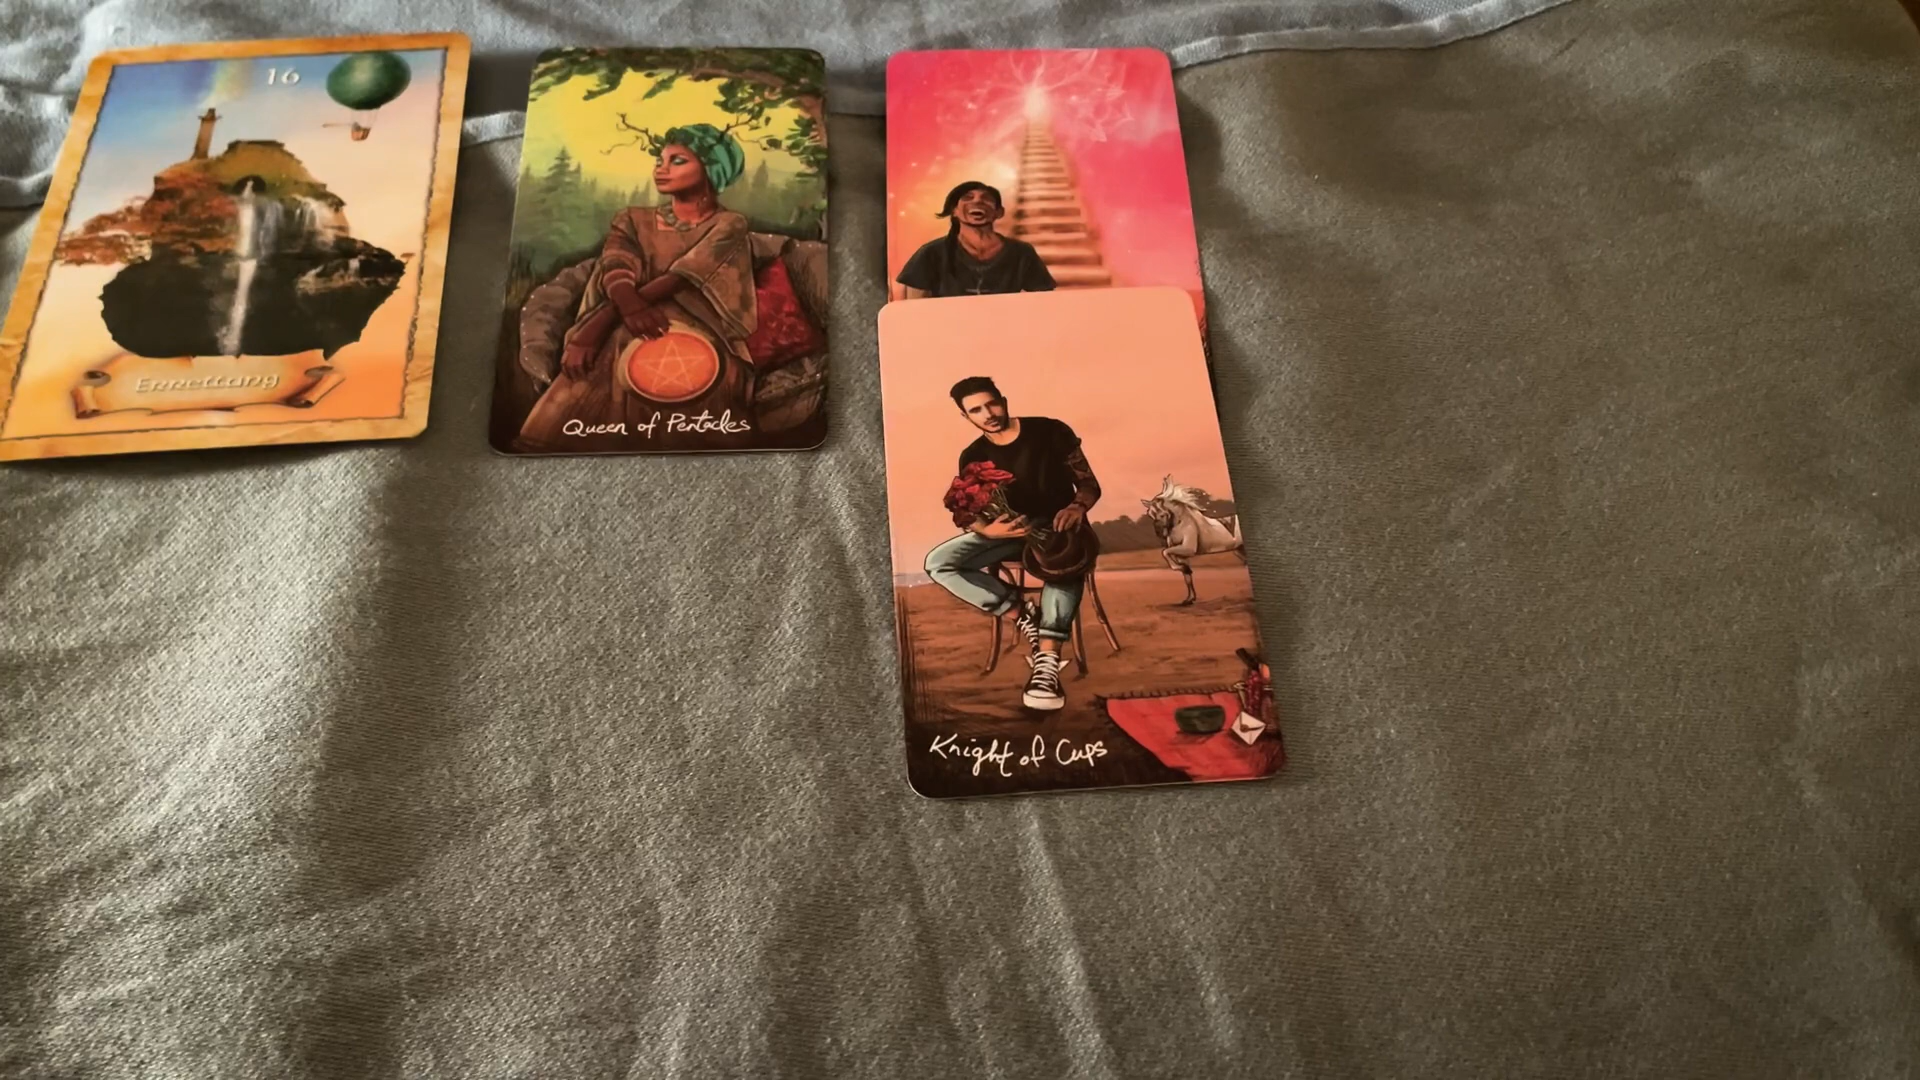 16
Errettung
Queen of Pentacles
Knight of Cups